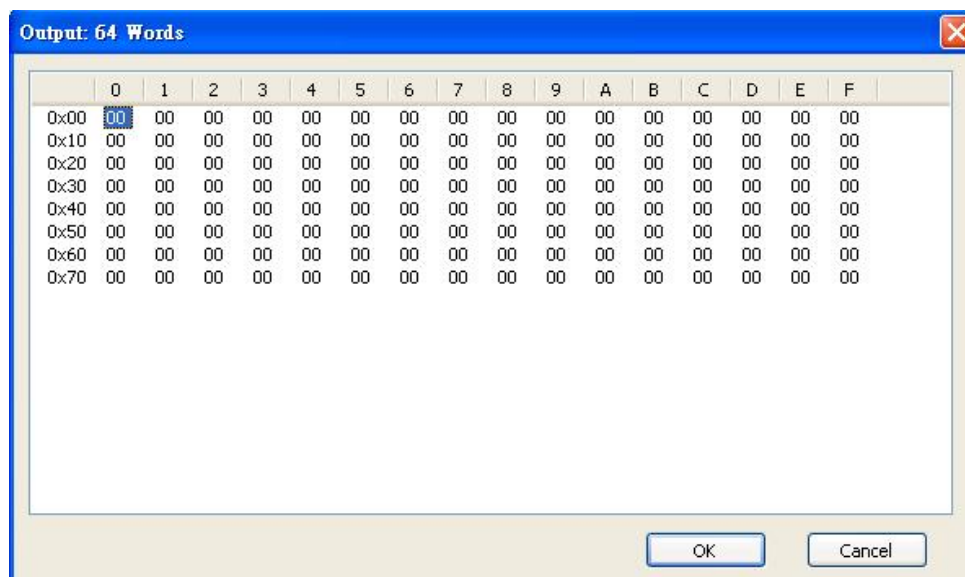 Output: 64 Words
0 1 2 3 4 5 6 7 8 9 A B C D E F
0x00 00 00 00 00 00 00 00 00 00 00 00 00 00 00 00 00
0x10 00 00 00 00 00 00 00 00 00 00 00 00 00 00 00 00
0x20 00 00 00 00 00 00 00 00 00 00 00 00 00 00 00 00
0x30 00 00 00 00 00 00 00 00 00 00 00 00 00 00 00 00
0x40 00 00 00 00 00 00 00 00 00 00 00 00 00 00 00 00
0x50 00 00 00 00 00 00 00 00 00 00 00 00 00 00 00 00
0x60 00 00 00 00 00 00 00 00 00 00 00 00 00 00 00 00
0x70 00 00 00 00 00 00 00 00 00 00 00 00 00 00 00 00
OK Cancel